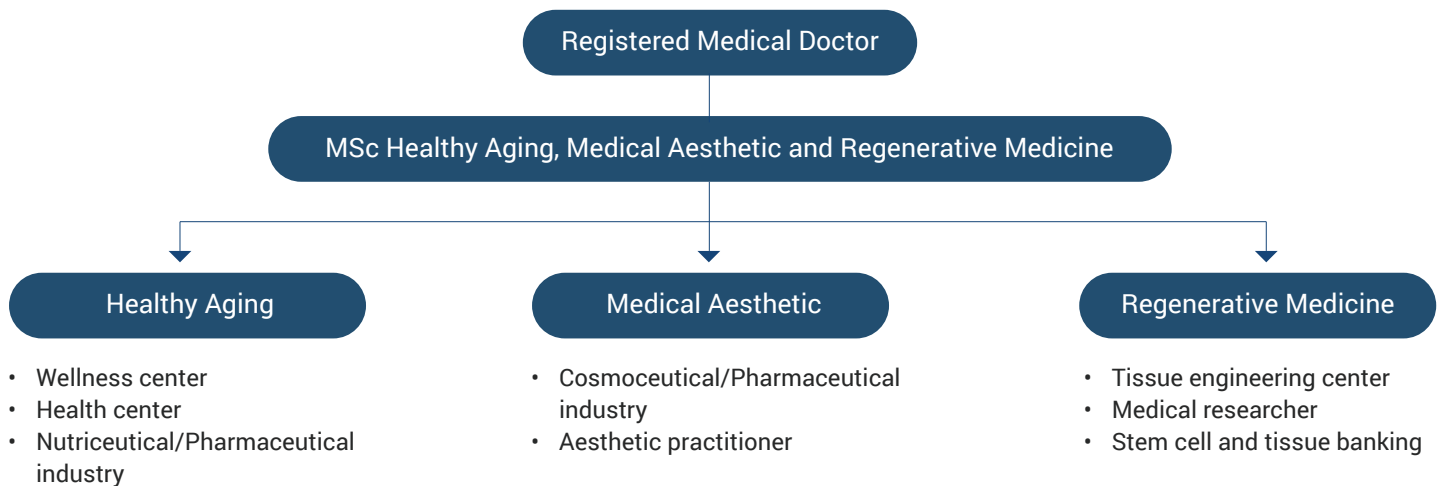 Registered Medical Doctor
MSc Healthy Aging, Medical Aesthetic and Regenerative Medicine
Healthy Aging
• Wellness center
• Health center
• Nutriceutical/Pharmaceutical
industry
Medical Aesthetic
• Cosmoceutical/Pharmaceutical
industry
• Aesthetic practitioner
Regenerative Medicine
• Tissue engineering center
• Medical researcher
• Stem cell and tissue banking